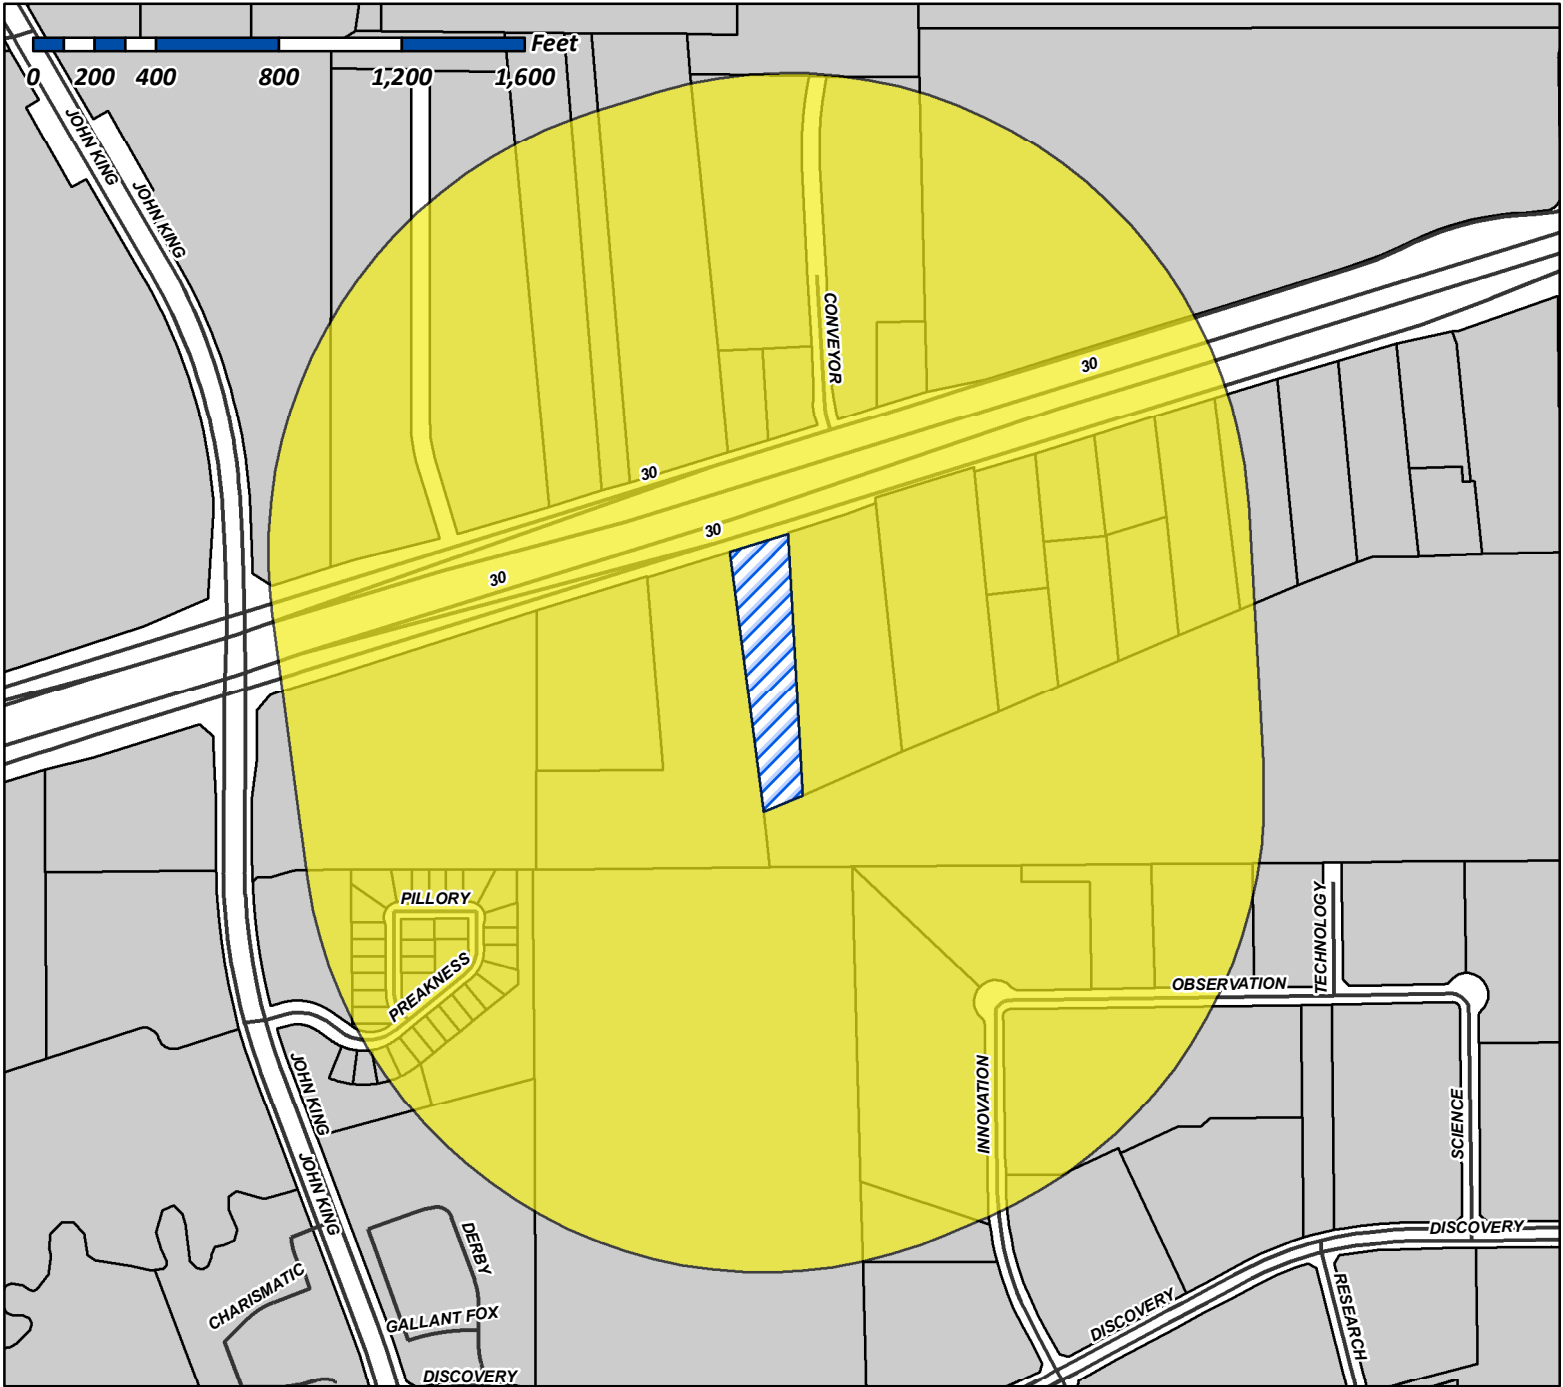 Feet
0 200 400 800 1,200 1,600
JOHN KING
JOHN KING
CONVEYOR
30
30
30
30
PILLORY
PREAKNESS
TECHNOLOGY
OBSERVATION
INNOVATION
SCIENCE
JOHN KING
JOHN KING
DERBY
DISCOVERY
CHARISMATIC
GALLANT FOX
DISCOVERY
RESEARCH
DISCOVERY